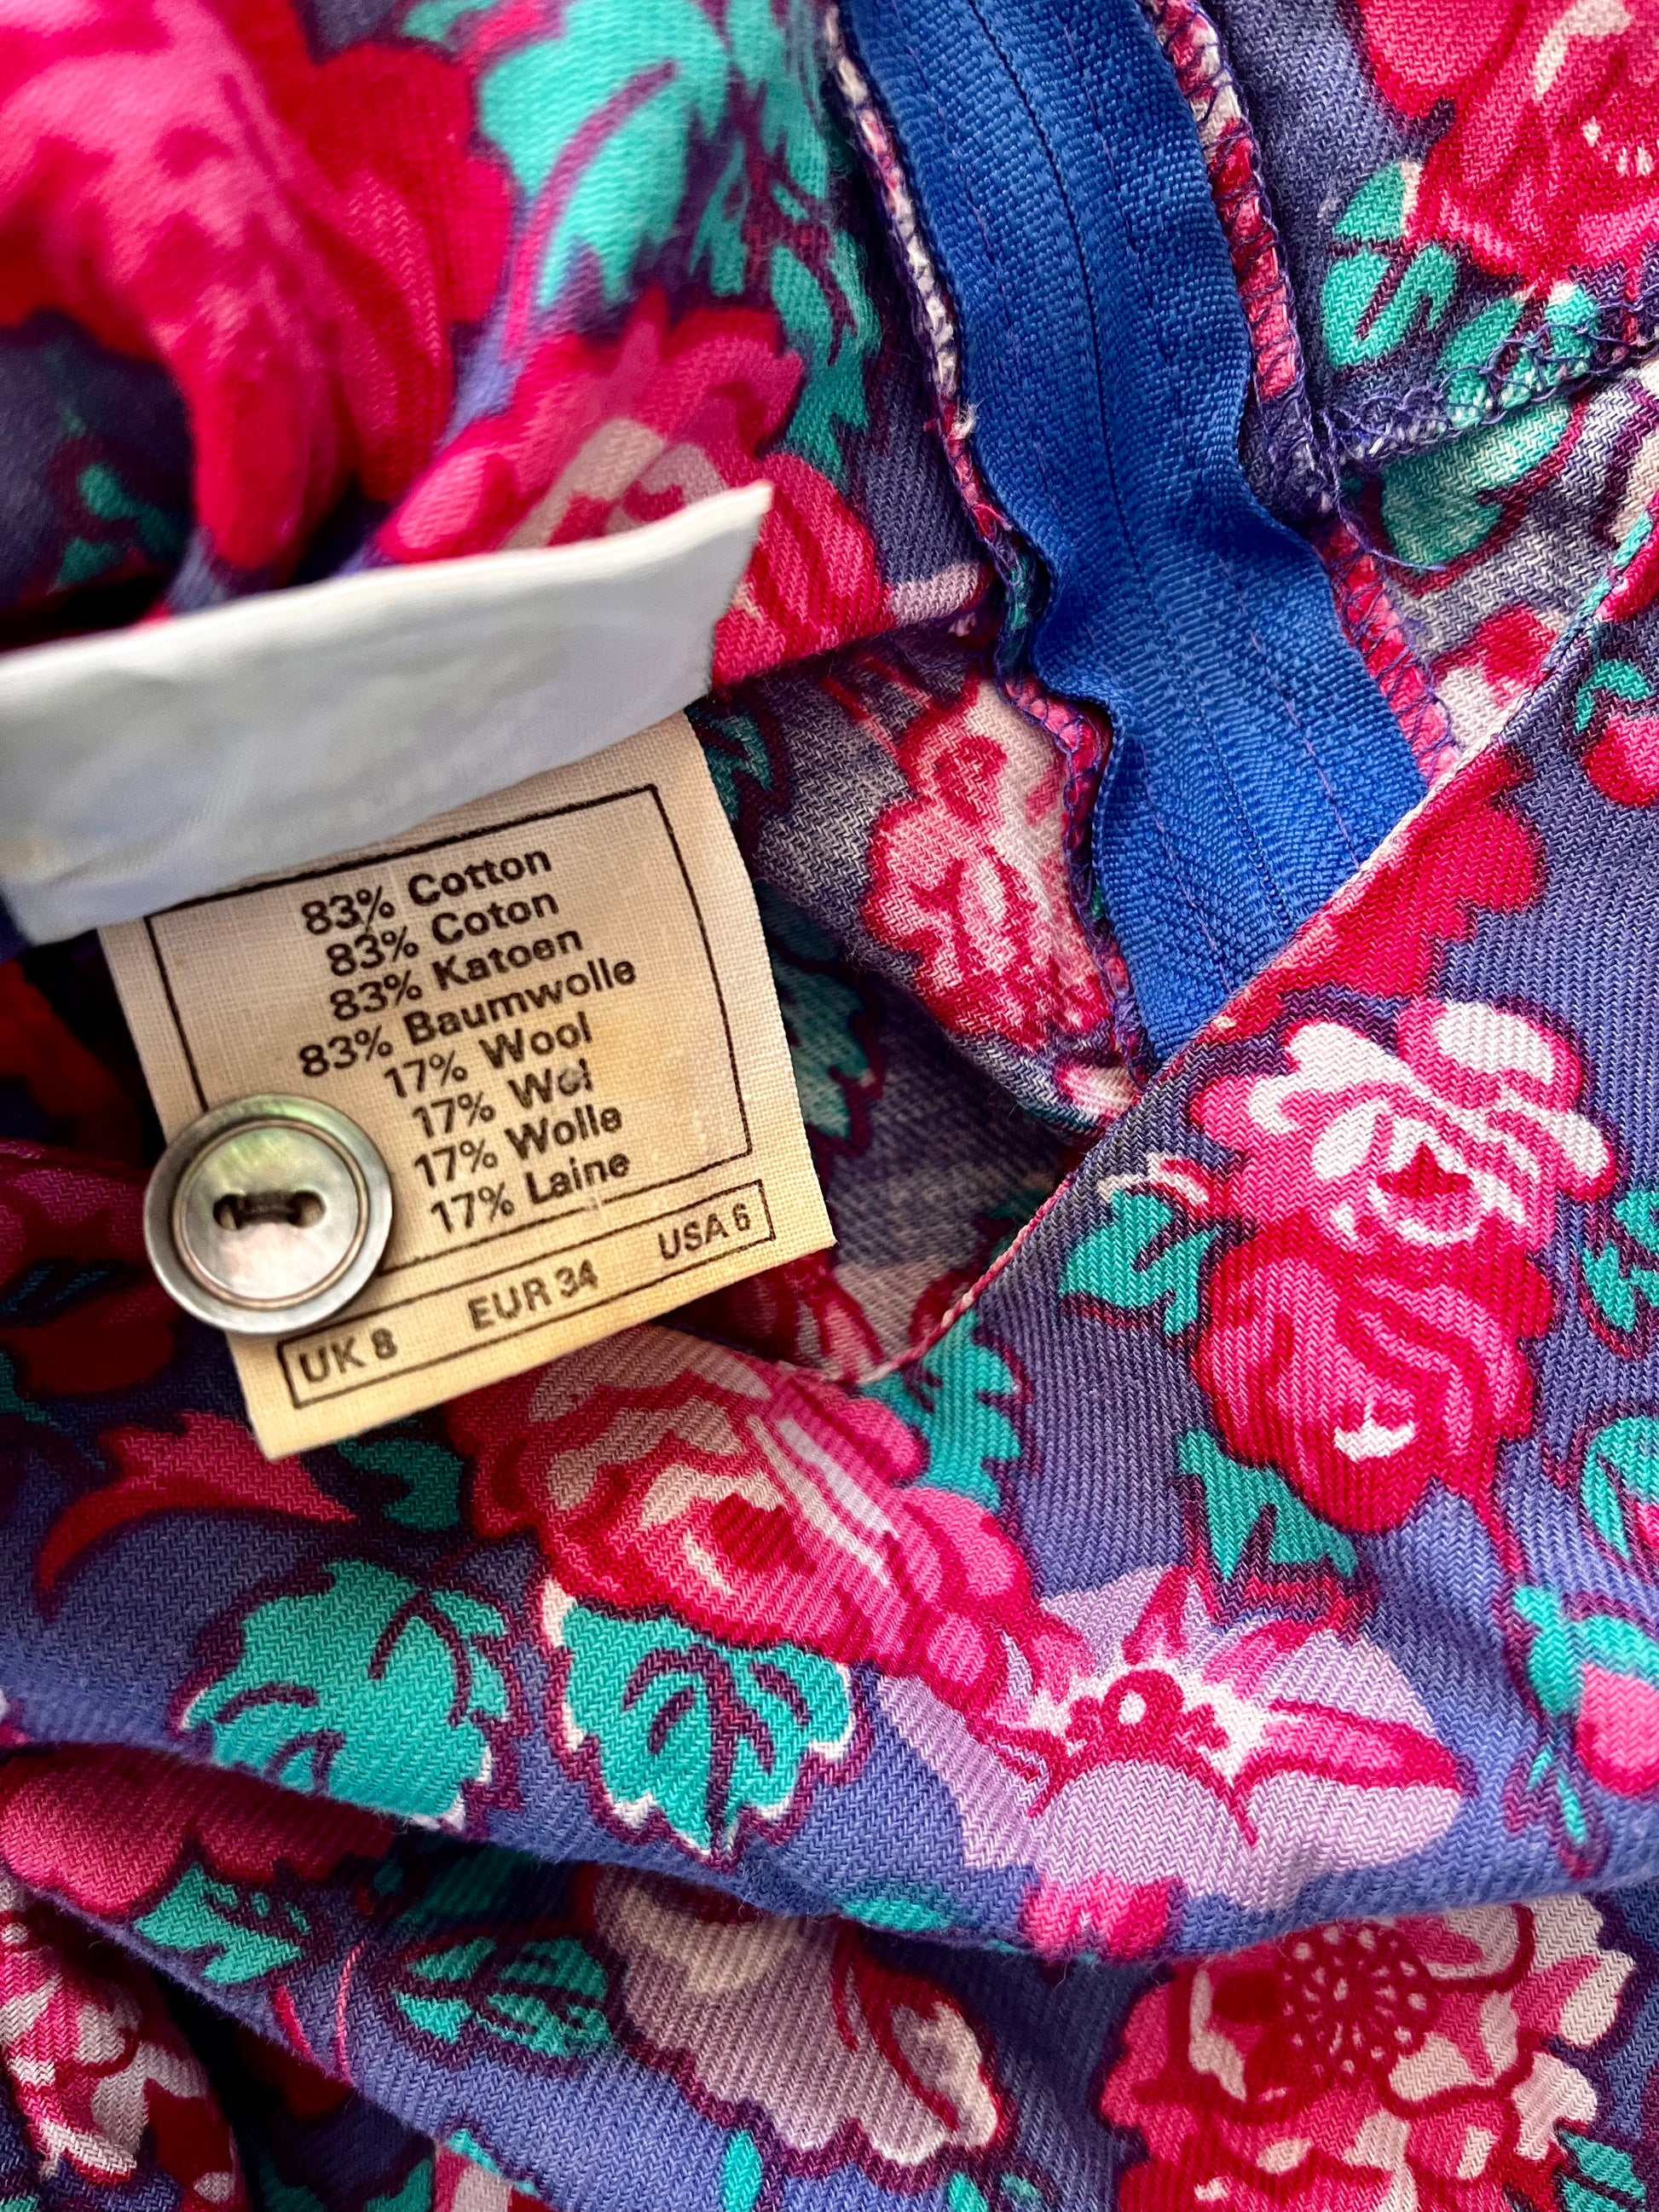 83% Cotton
83% Coton
83% Katoen
83% Baumwolle
17% Wool
17% Wol
17% Wolle
17% Laine
UK 8 EUR 34 USA 6